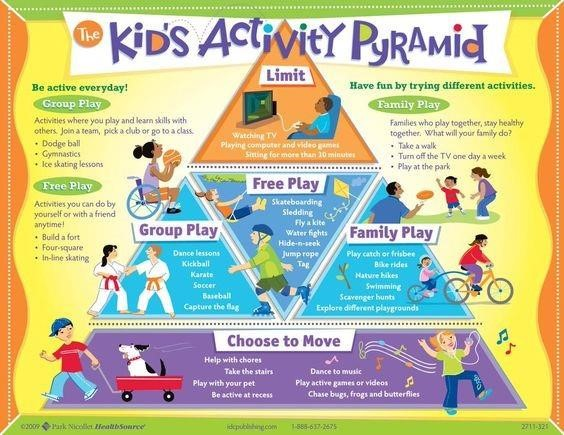 The Kid's Activity Pyramid
Limit
Watching TV
Playing computer and video games
Sitting for more than 30 minutes
Be active everyday!
Group Play
Activities where you play and learn skills with
others. Join a team, pick a club or go to a class.
• Dodge ball
• Gymnastics
• Ice skating lessons
Free Play
Activities you can do by
yourself or with a friend
anytime!
• Build a fort
• Four-square
• In-line skating
Have fun by trying different activities.
Family Play
Families who play together, stay healthy
together. What will your family do?
• Take a walk
• Turn off the TV one day a week
• Play at the park
Free Play
Skateboarding
Sledding
Fly a kite
Water fights
Hide-n-seek
Jump rope
Tag
Group Play
Dance lessons
Kickball
Karate
Soccer
Baseball
Capture the flag
Family Play
Play catch or frisbee
Bike rides
Nature hikes
Swimming
Scavenger hunts
Explore different playgrounds
Choose to Move
Help with chores
Take the stairs
Play with your pet
Be active at recess
Dance to music
Play active games or videos
Chase bugs, frogs and butterflies
©2009 Park Nicollet HealthSource®
idcpublishing.com 1-888-637-2675
2711-321